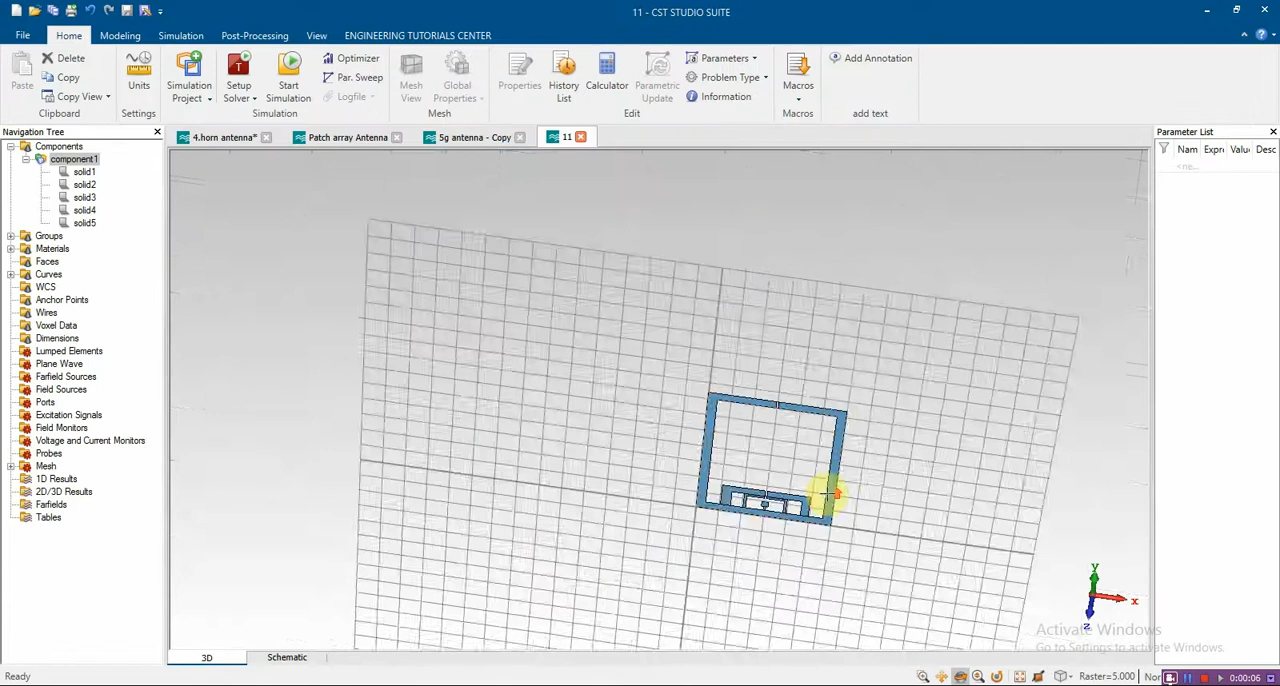 11 - CST STUDIO SUITE
File Home Modeling Simulation Post-Processing View ENGINEERING TUTORIALS CENTER
Paste
Delete
Copy
Copy View
Clipboard
Units
Settings
Simulation Project
Setup Solver
Start Simulation
Optimizer
Par. Sweep
Logfile
Simulation
Mesh View
Global Properties
Mesh
Properties
History List
Calculator
Parametric Update
Parameters
Problem Type
Information
Edit
Macros
Macros
Add Annotation
add text
Navigation Tree
4.horn antenna*
Patch array Antenna
5g antenna - Copy
11
Parameter List
Nam Expr Valu Desc
<ne...
Components
component1
solid1
solid2
solid3
solid4
solid5
Groups
Materials
Faces
Curves
WCS
Anchor Points
Wires
Voxel Data
Dimensions
Lumped Elements
Plane Wave
Farfield Sources
Field Sources
Ports
Excitation Signals
Field Monitors
Voltage and Current Monitors
Probes
Mesh
1D Results
2D/3D Results
Farfields
Tables
y
x
z
Activate Windows
Go to Settings to activate Windows.
3D
Schematic
Ready
Raster=5.000
Nor
0:00:06